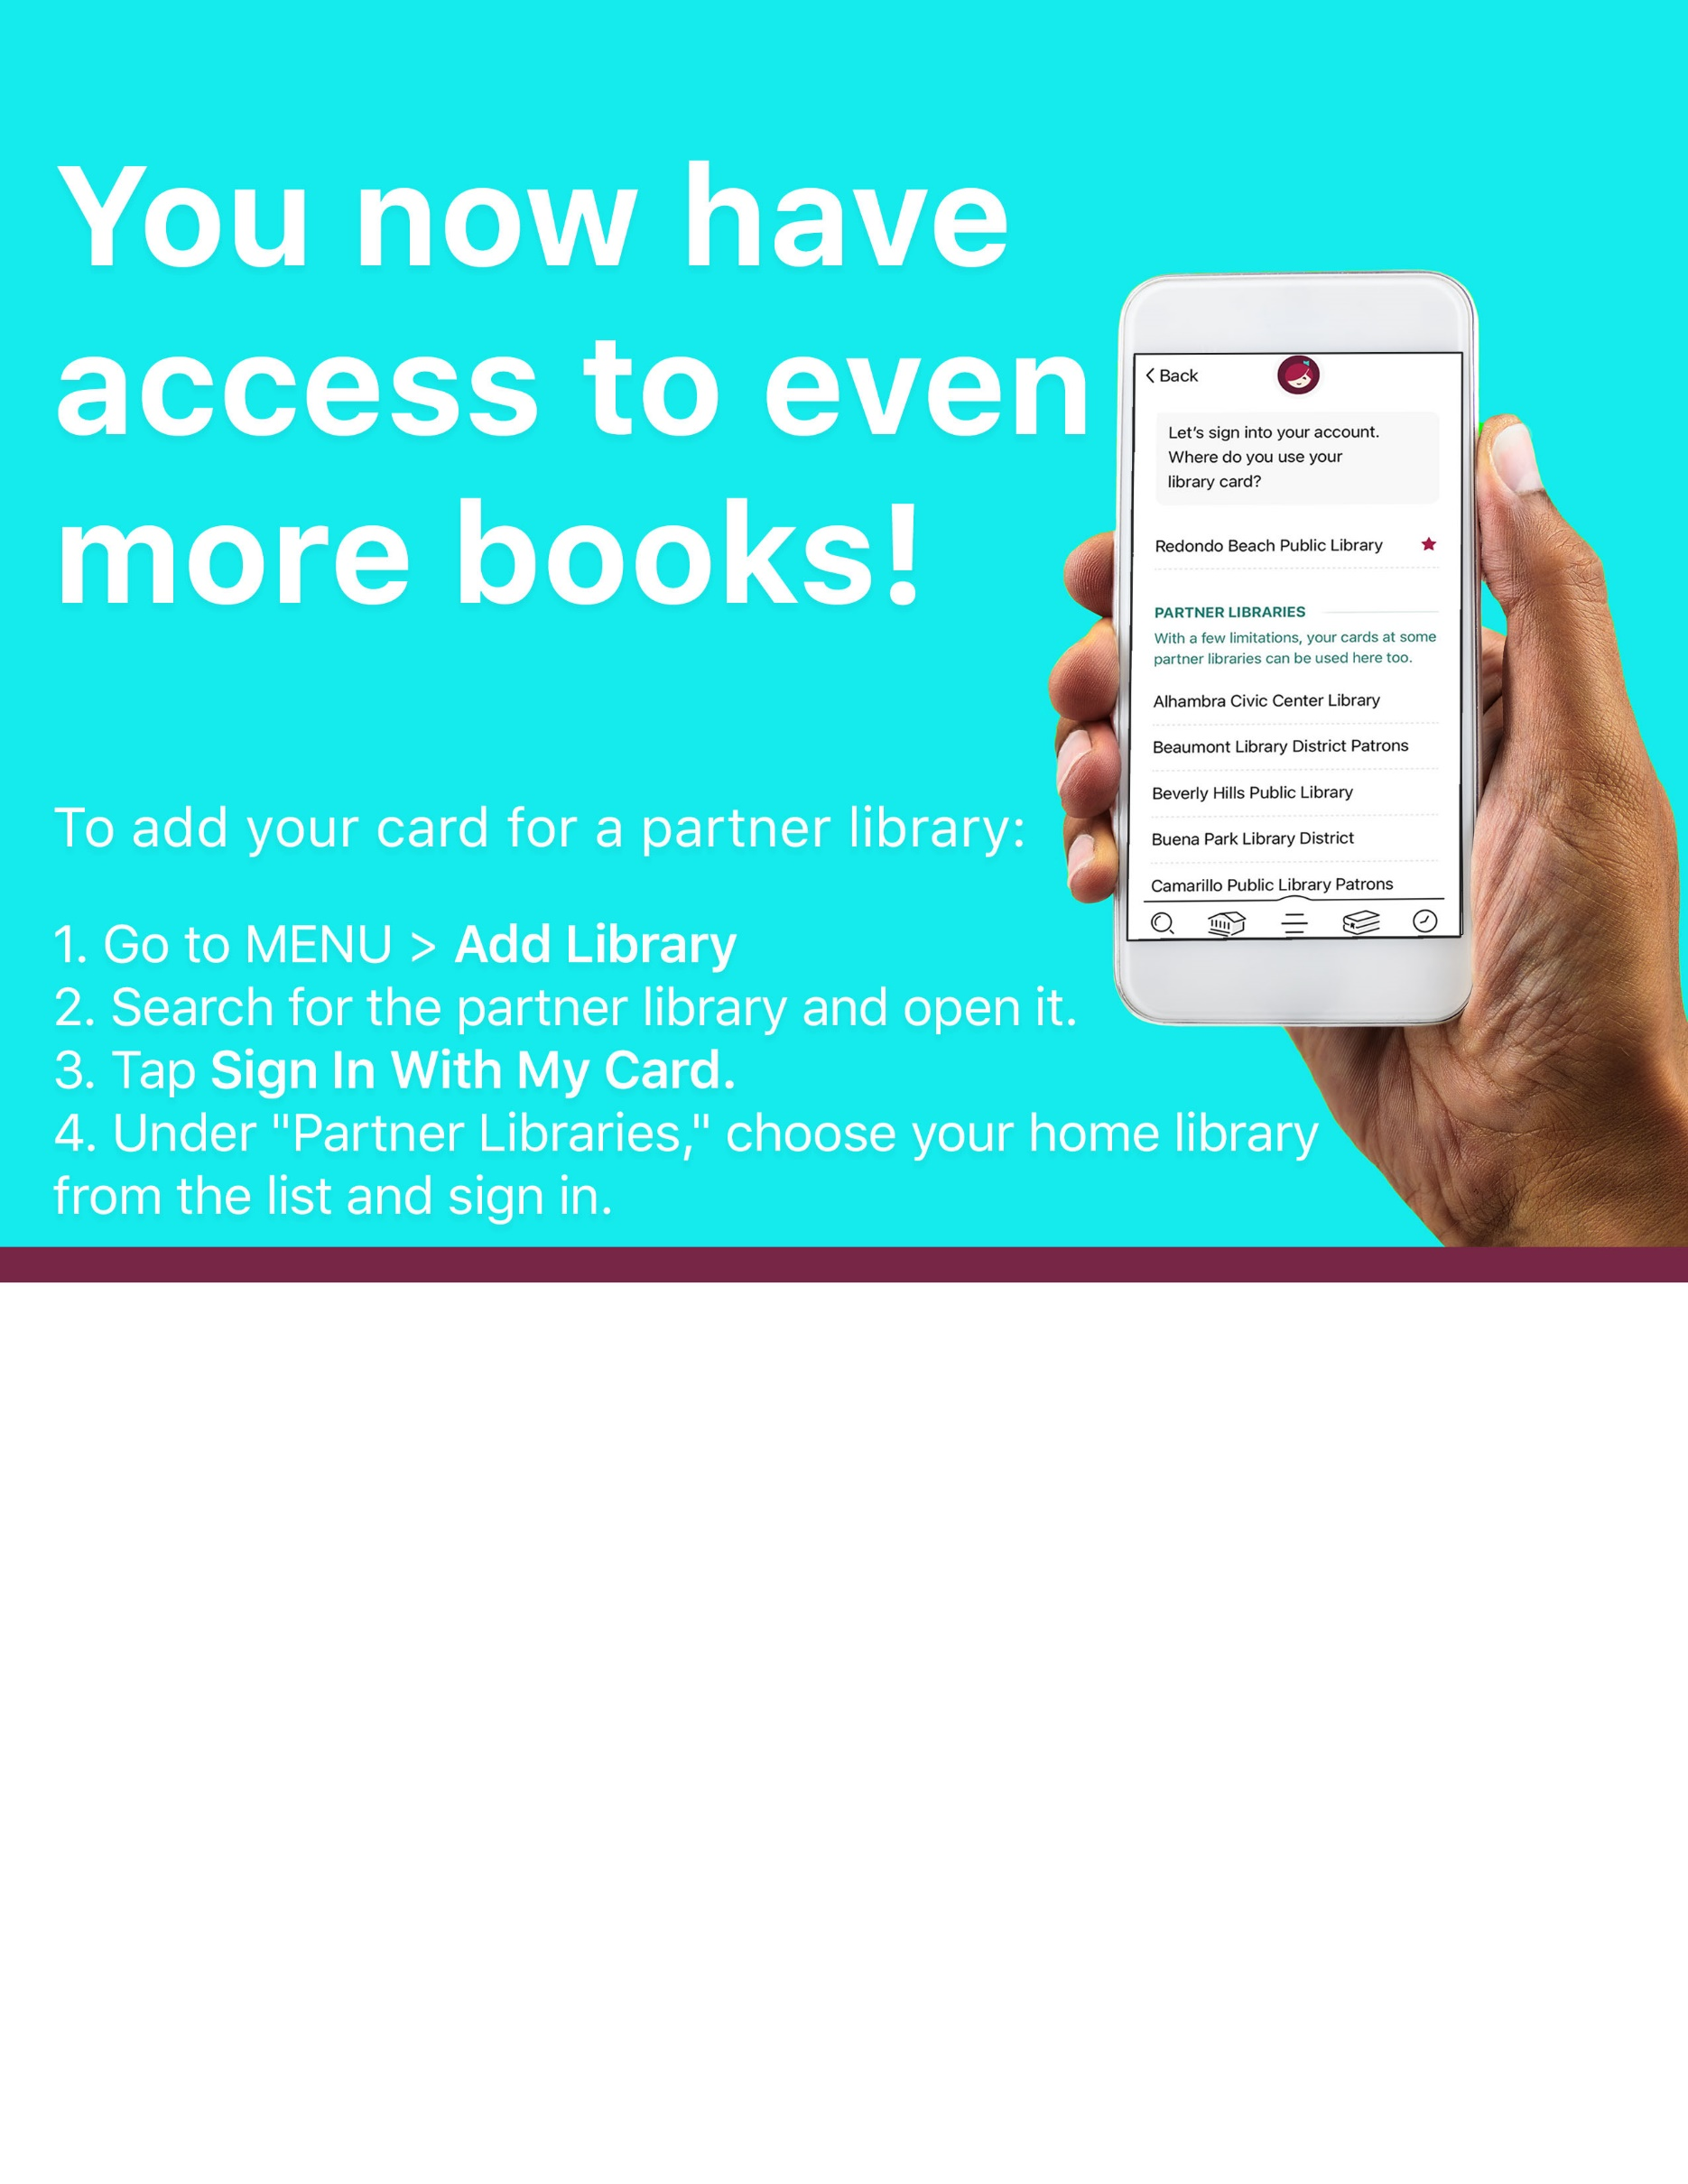 You now have
access to even
more books!
To add your card for a partner library:
1. Go to MENU > Add Library
2. Search for the partner library and open it.
3. Tap Sign In With My Card.
4. Under "Partner Libraries," choose your home library
from the list and sign in.
Back
Let's sign into your account.
Where do you use your
library card?
Redondo Beach Public Library
PARTNER LIBRARIES
With a few limitations, your cards at some
partner libraries can be used here too.
Alhambra Civic Center Library
Beaumont Library District Patrons
Beverly Hills Public Library
Buena Park Library District
Camarillo Public Library Patrons